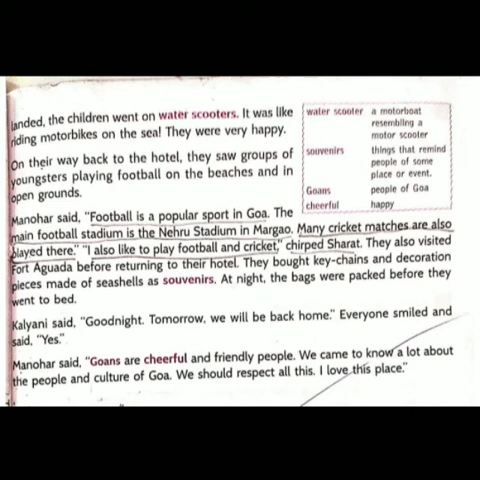 landed, the children went on water scooters. It was like
riding motorbikes on the sea! They were very happy.
On their way back to the hotel, they saw groups of
youngsters playing football on the beaches and in
open grounds.
water scooter a motorboat
resembling a
motor scooter
souvenirs things that remind
people of some
place or event.
Goans people of Goa
cheerful happy
Manohar said, "Football is a popular sport in Goa. The
main football stadium is the Nehru Stadium in Margao. Many cricket matches are also
played there." "I also like to play football and cricket," chirped Sharat. They also visited
Fort Aguada before returning to their hotel. They bought key-chains and decoration
pieces made of seashells as souvenirs. At night, the bags were packed before they
went to bed.
Kalyani said, "Goodnight. Tomorrow, we will be back home." Everyone smiled and
said, "Yes."
Manohar said, "Goans are cheerful and friendly people. We came to know a lot about
the people and culture of Goa. We should respect all this. I love this place."